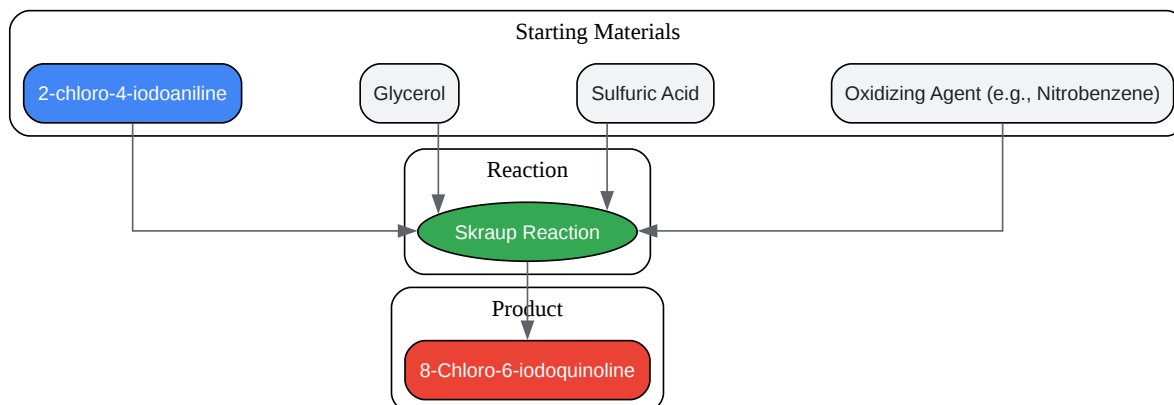 Starting Materials
2-chloro-4-iodoaniline
Glycerol
Sulfuric Acid
Oxidizing Agent (e.g., Nitrobenzene)
Reaction
Skraup Reaction
Product
8-Chloro-6-iodoquinoline